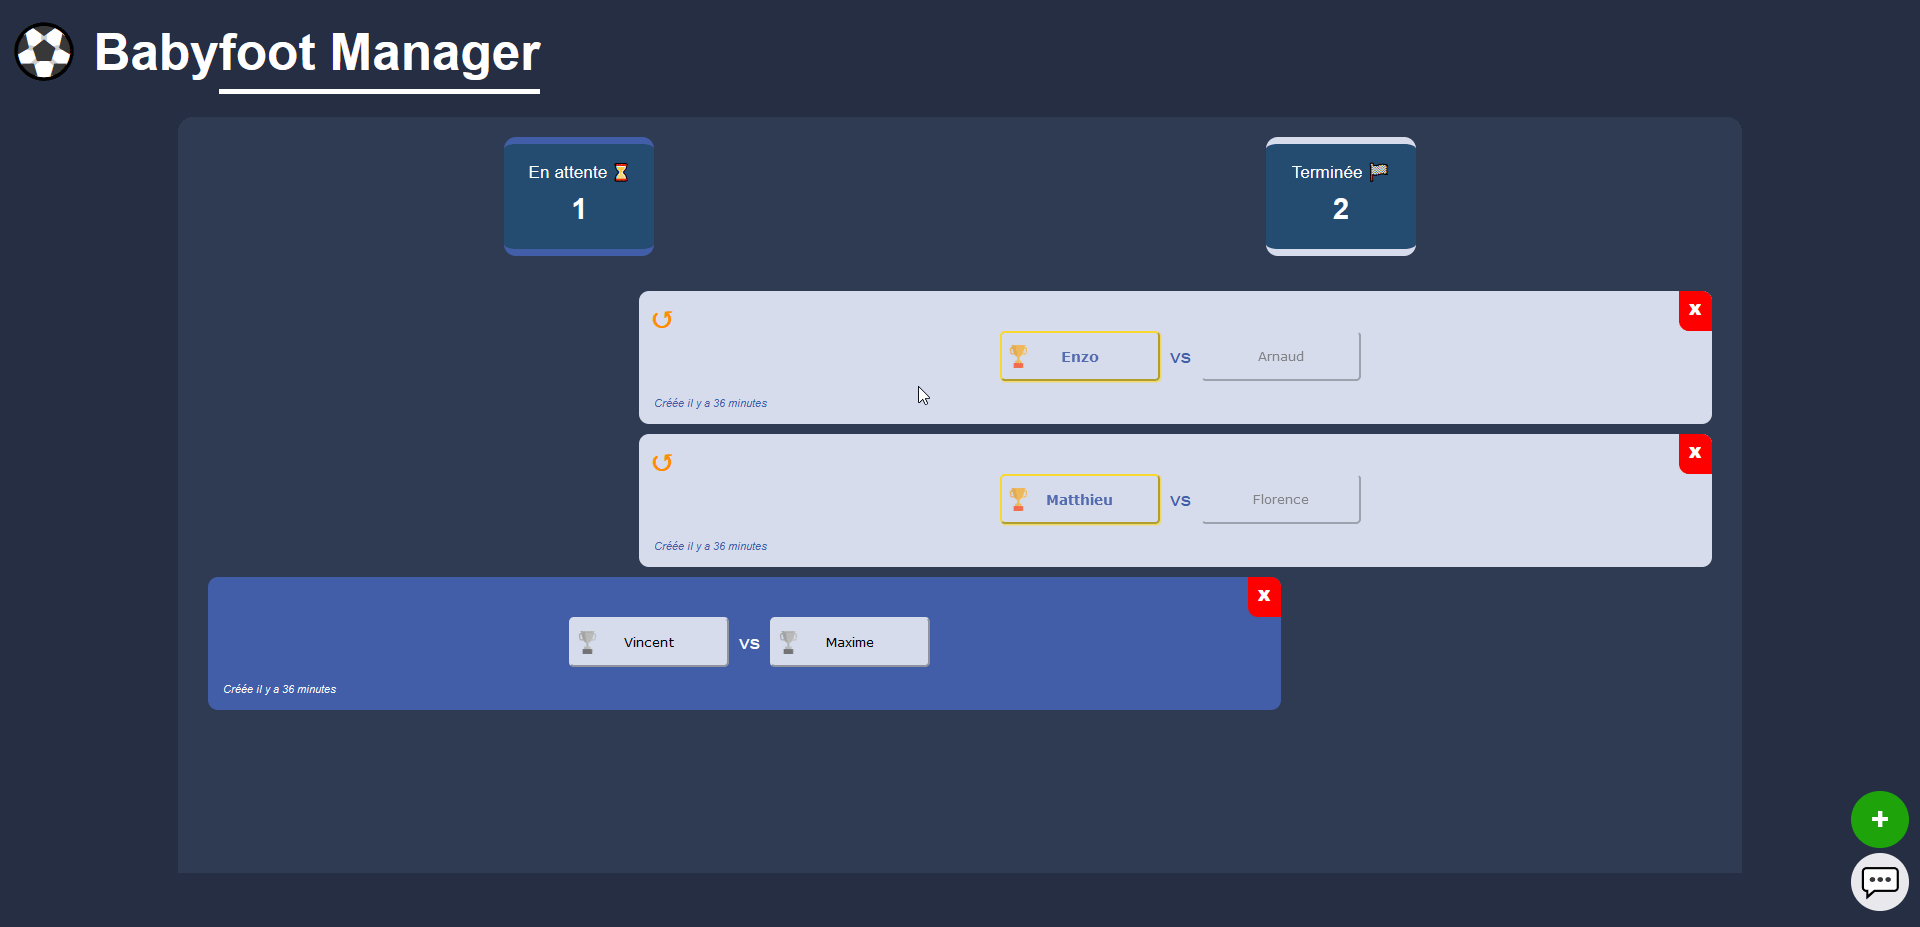 Babyfoot Manager
En attente
1
Terminée
2
x
Enzo vs Arnaud
Créée il y a 36 minutes
x
Matthieu vs Florence
Créée il y a 36 minutes
x
Vincent vs Maxime
Créée il y a 36 minutes
+